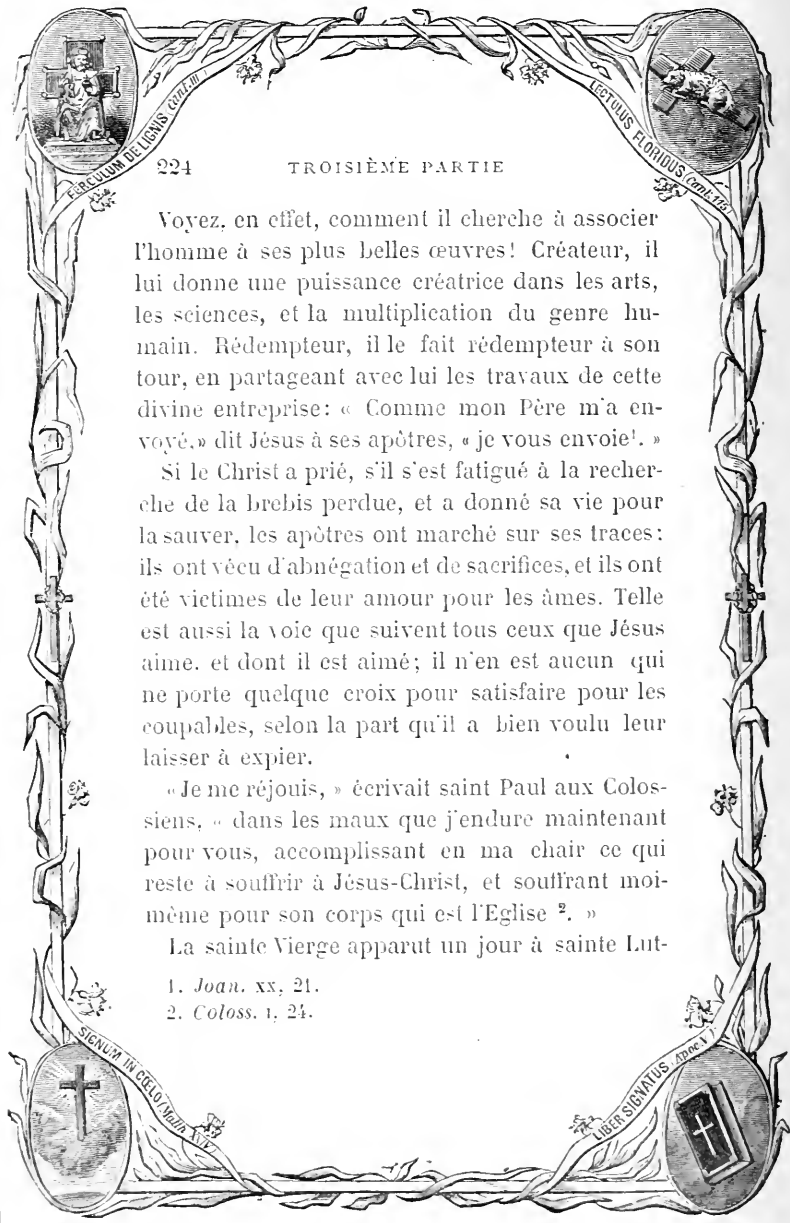 FERCULUM DE LIGNIS (Cant. III)
LECTULUS FLORIDUS (Cant. 1.15)
224 TROISIÈME PARTIE
Voyez, en effet, comment il cherche à associer
l'homme à ses plus belles œuvres! Créateur, il
lui donne une puissance créatrice dans les arts,
les sciences, et la multiplication du genre hu-
main. Rédempteur, il le fait rédempteur à son
tour, en partageant avec lui les travaux de cette
divine entreprise: « Comme mon Père m'a en-
voyé,» dit Jésus à ses apôtres, « je vous envoie¹. »
Si le Christ a prié, s'il s'est fatigué à la recher-
che de la brebis perdue, et a donné sa vie pour
la sauver, les apôtres ont marché sur ses traces:
ils ont vécu d'abnégation et de sacrifices, et ils ont
été victimes de leur amour pour les âmes. Telle
est aussi la voie que suivent tous ceux que Jésus
aime. et dont il est aimé; il n'en est aucun qui
ne porte quelque croix pour satisfaire pour les
coupables, selon la part qu'il a bien voulu leur
laisser à expier.
« Je me réjouis, » écrivait saint Paul aux Colos-
siens, « dans les maux que j'endure maintenant
pour vous, accomplissant en ma chair ce qui
reste à souffrir à Jésus-Christ, et souffrant moi-
même pour son corps qui est l'Eglise ². »
La sainte Vierge apparut un jour à sainte Lut-
1. Joan. xx, 21.
2. Coloss. i, 24.
SIGNUM IN CŒLO (Math. XXIV)
LIBER SIGNATUS (Apoc. V)